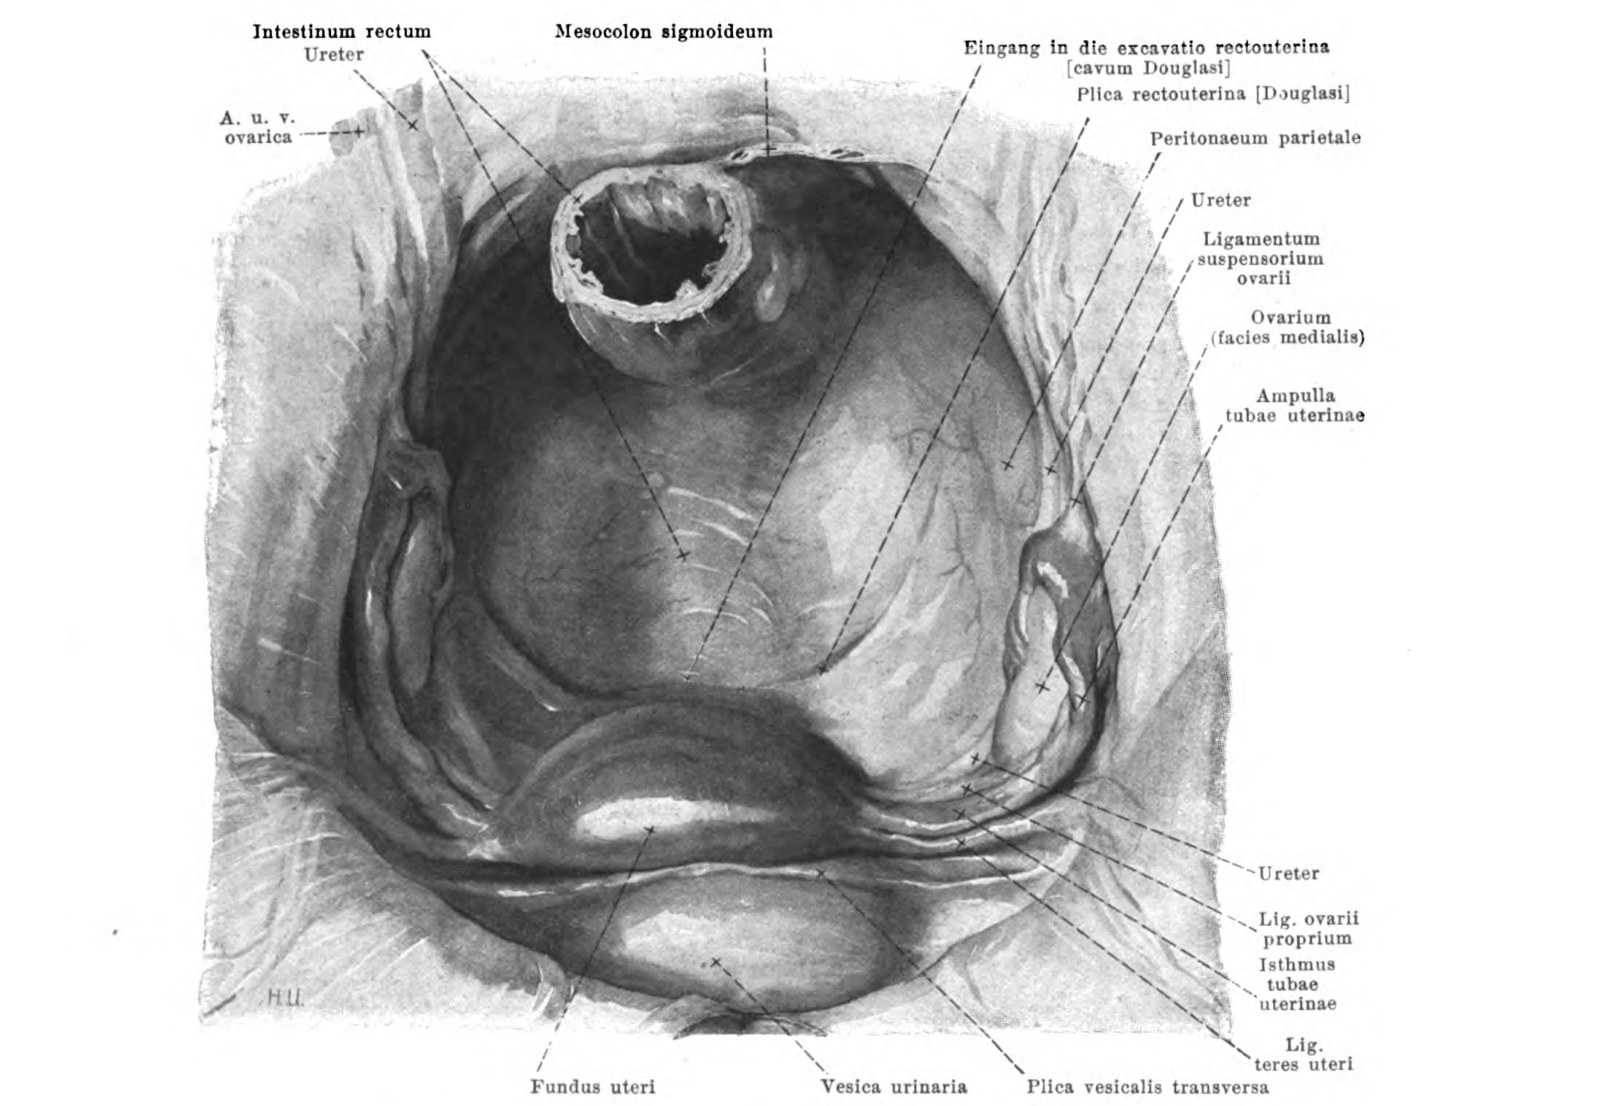 Intestinum rectum
Ureter
A. u. v.
ovarica
Mesocolon sigmoideum
Eingang in die excavatio rectouterina
[cavum Douglasi]
Plica rectouterina [Douglasi]
Peritonaeum parietale
Ureter
Ligamentum
suspensorium
ovarii
Ovarium
(facies medialis)
Ampulla
tubae uterinae
Ureter
Lig. ovarii
proprium
Isthmus
tubae
uterinae
Lig.
teres uteri
Fundus uteri
Vesica urinaria
Plica vesicalis transversa
H.U.